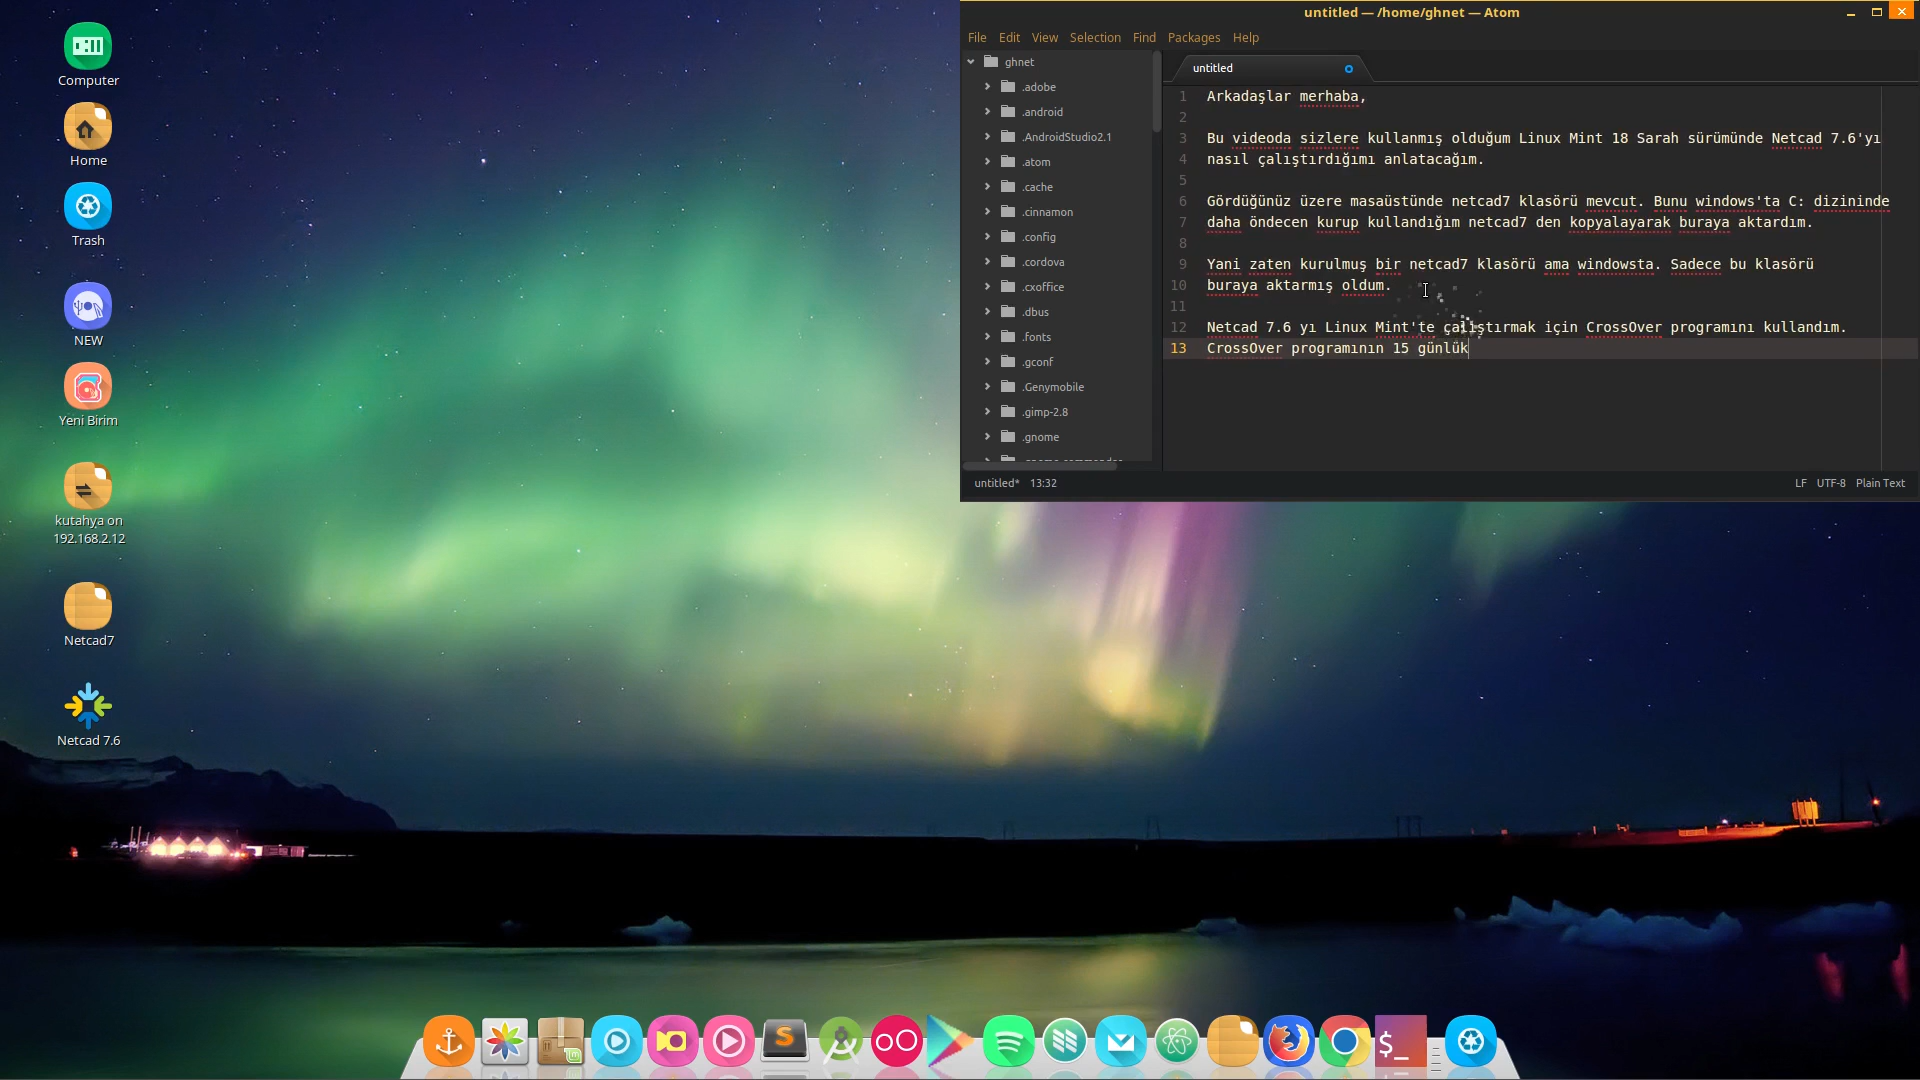 Computer
Home
Trash
NEW
Yeni Birim
kutahya on
192.168.2.12
Netcad7
Netcad 7.6
untitled — /home/ghnet — Atom
File Edit View Selection Find Packages Help
ghnet
.adobe
.android
.AndroidStudio2.1
.atom
.cache
.cinnamon
.config
.cordova
.cxoffice
.dbus
.fonts
.gconf
.Genymobile
.gimp-2.8
.gnome
untitled
1 Arkadaşlar merhaba,
2
3 Bu videoda sizlere kullanmış olduğum Linux Mint 18 Sarah sürümünde Netcad 7.6'yı
4 nasıl çalıştırdığımı anlatacağım.
5
6 Gördüğünüz üzere masaüstünde netcad7 klasörü mevcut. Bunu windows'ta C: dizininde
7 daha öndecen kurup kullandığım netcad7 den kopyalayarak buraya aktardım.
8
9 Yani zaten kurulmuş bir netcad7 klasörü ama windowsta. Sadece bu klasörü
10 buraya aktarmış oldum.
11
12 Netcad 7.6 yı Linux Mint'te çalıştırmak için CrossOver programını kullandım.
13 CrossOver programının 15 günlük
untitled* 13:32 LF UTF-8 Plain Text
S
$_